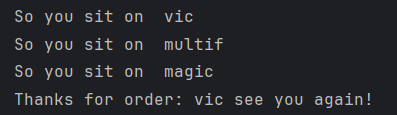 So you sit on  vic
So you sit on  multif
So you sit on  magic
Thanks for order: vic see you again!